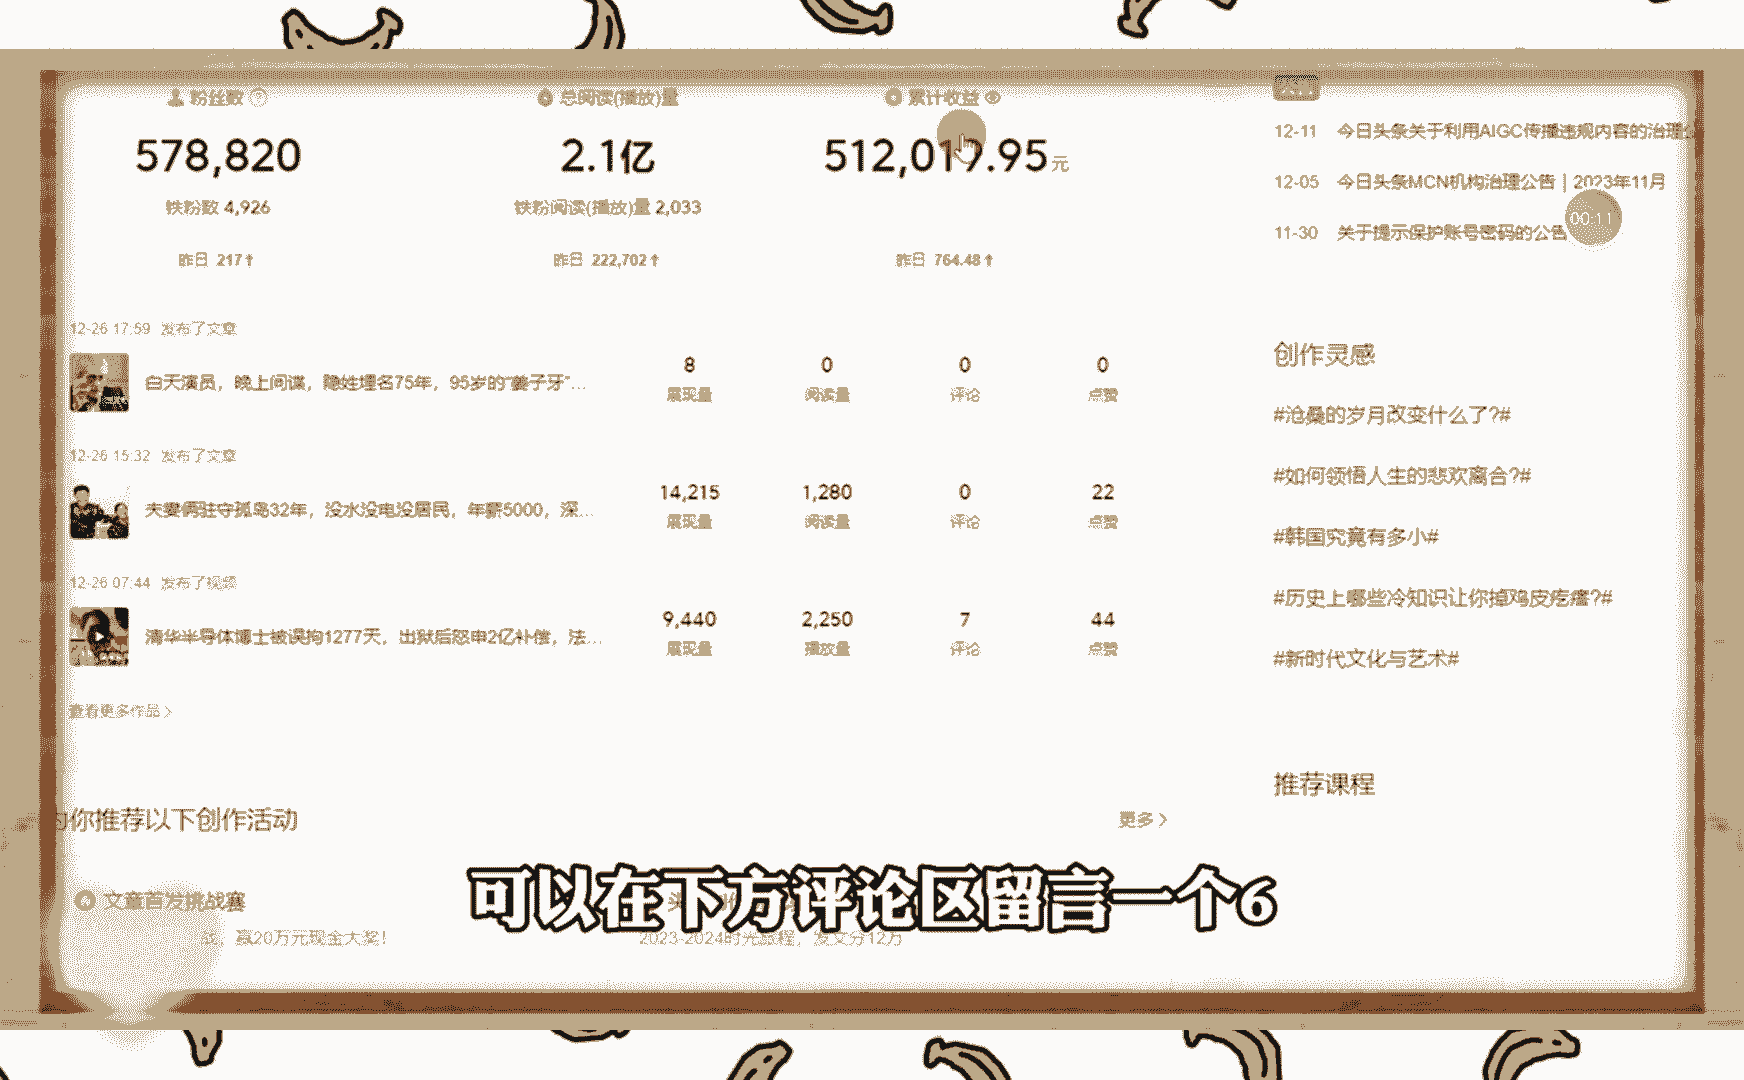 粉丝数
总阅读(播放)量
累计收益
578,820
2.1亿
512,019.95元
铁粉数 4,926
铁粉阅读(播放)量 2,033
昨日 217↑
昨日 222,702↑
昨日 764.48↑
公告
12-11 今日头条关于利用AIGC传播违规内容的治理公
12-05 今日头条MCN机构治理公告｜2023年11月
11-30 关于提示保护账号密码的公告
00:11
12-26 17:59 发布了文章
白天演员，晚上间谍，隐姓埋名75年，95岁的“姜子牙”...
8 0 0 0
展现量 阅读量 评论 点赞
12-26 15:32 发布了文章
夫妻俩驻守孤岛32年，没水没电没居民，年薪5000，深...
14,215 1,280 0 22
展现量 阅读量 评论 点赞
12-26 07:44 发布了视频
清华半导体博士被误拘1277天，出狱后怒申2亿补偿，法...
9,440 2,250 7 44
展现量 播放量 评论 点赞
查看更多作品
创作灵感
#沧桑的岁月改变什么了?#
#如何领悟人生的悲欢离合?#
#韩国究竟有多小#
#历史上哪些冷知识让你掉鸡皮疙瘩?#
#新时代文化与艺术#
推荐课程
为你推荐以下创作活动
更多
文章首发挑战赛
战，赢20万元现金大奖！
2023-2024时光旅程，发文分12万
可以在下方评论区留言一个6